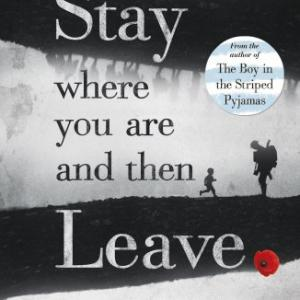 Stay
where
you are
and then
Leave
From the
author of
The Boy in
the Striped
Pyjamas